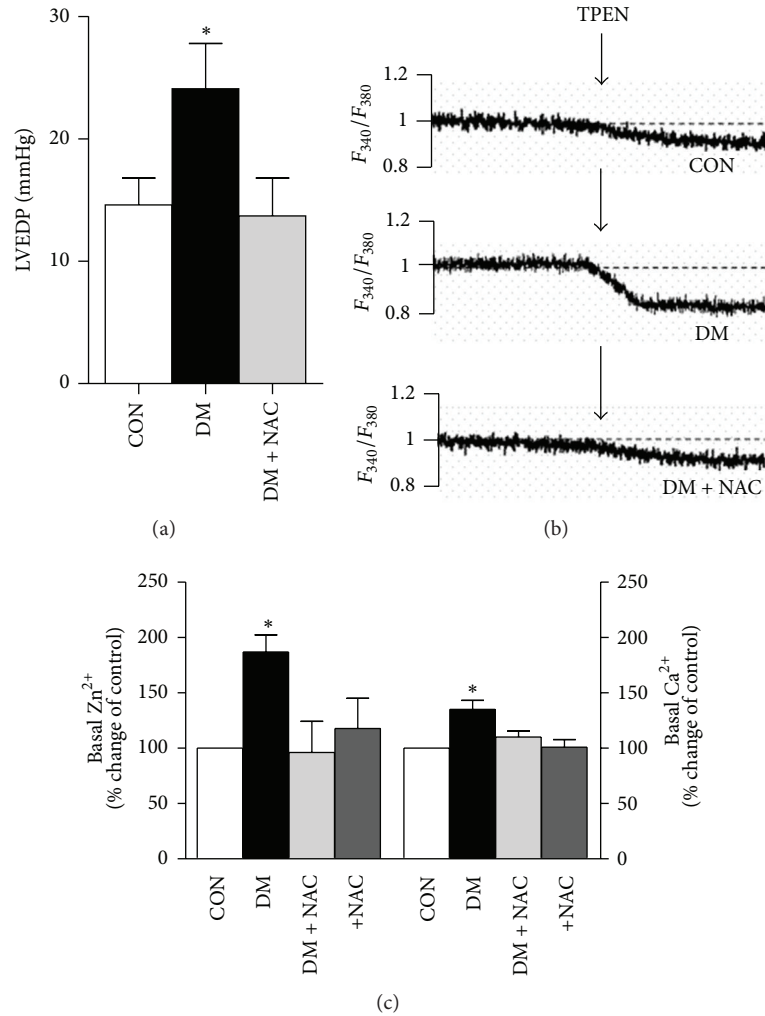 30
*
20
10
0
LVEDP (mmHg)
CON
DM
DM + NAC
(a)
TPEN
1.2
1
0.8
F340/F380
CON
1
0.8
F340/F380
DM
1.2
1
0.8
F340/F380
DM + NAC
(b)
250
200
150
100
50
0
Basal Zn2+
(% change of control)
*
*
CON
DM
DM + NAC
+NAC
CON
DM
DM + NAC
+NAC
250
200
150
100
50
0
Basal Ca2+
(% change of control)
(c)